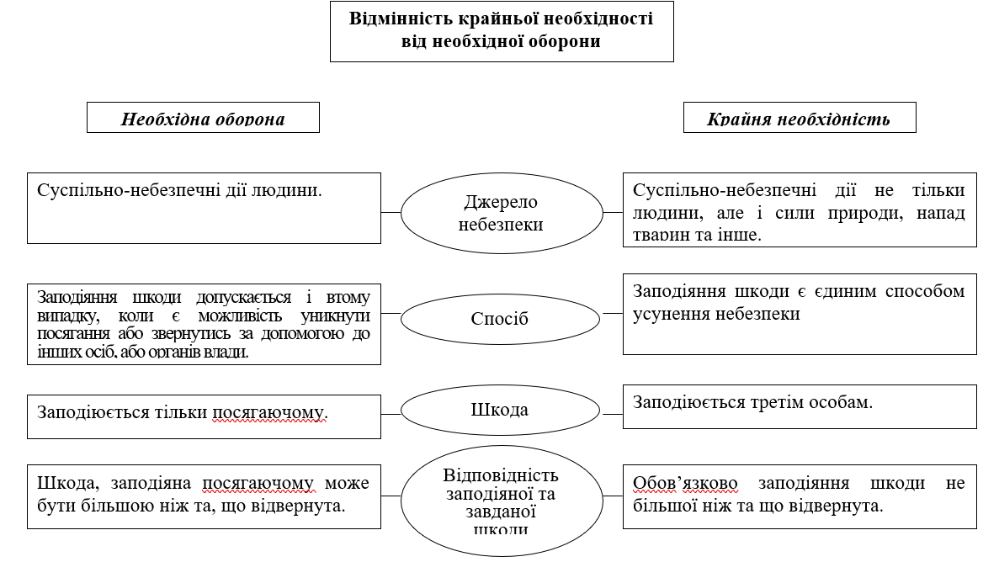 Відмінність крайньої необхідності
від необхідної оборони
Необхідна оборона
Крайня необхідність
Суспільно-небезпечні дії людини.
Джерело
небезпеки
Суспільно-небезпечні дії не тільки
людини, але і сили природи, напад
тварин та інше.
Заподіяння шкоди допускається і втому
випадку, коли є можливість уникнути
посягання або звернутись за допомогою до
інших осіб, або органів влади.
Спосіб
Заподіяння шкоди є єдиним способом
усунення небезпеки
Заподіюється тільки посягаючому.
Шкода
Заподіюється третім особам.
Шкода, заподіяна посягаючому може
бути більшою ніж та, що відвернута.
Відповідність
заподіяної та
завданої
шкоди
Обов’язково заподіяння шкоди не
більшої ніж та що відвернута.